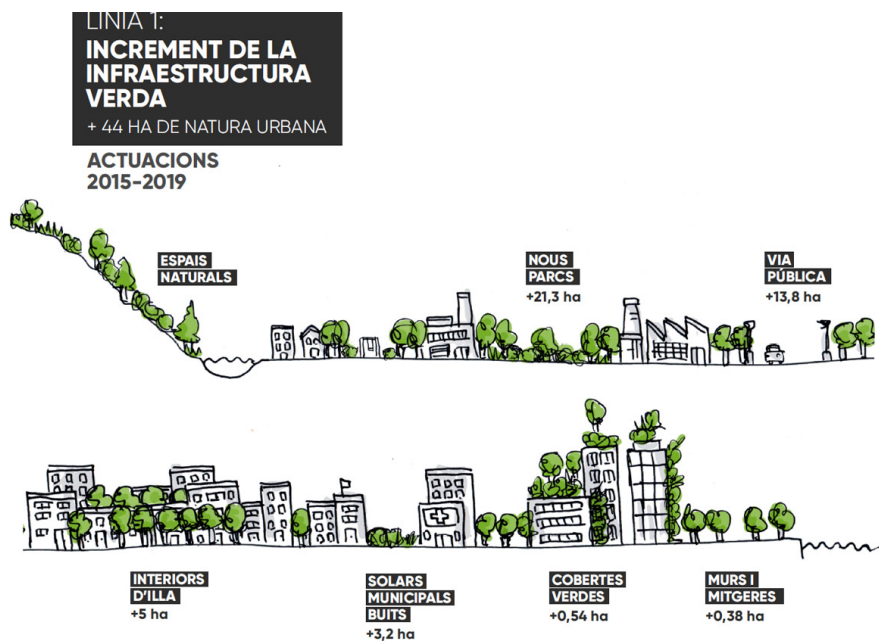 LÍNIA 1:
INCREMENT DE LA
INFRAESTRUCTURA
VERDA
+ 44 HA DE NATURA URBANA
ACTUACIONS
2015-2019
ESPAIS
NATURALS
NOUS
PARCS
+21,3 ha
VIA
PÚBLICA
+13,8 ha
INTERIORS
D'ILLA
+5 ha
SOLARS
MUNICIPALS
BUITS
+3,2 ha
COBERTES
VERDES
+0,54 ha
MURS I
MITGERES
+0,38 ha